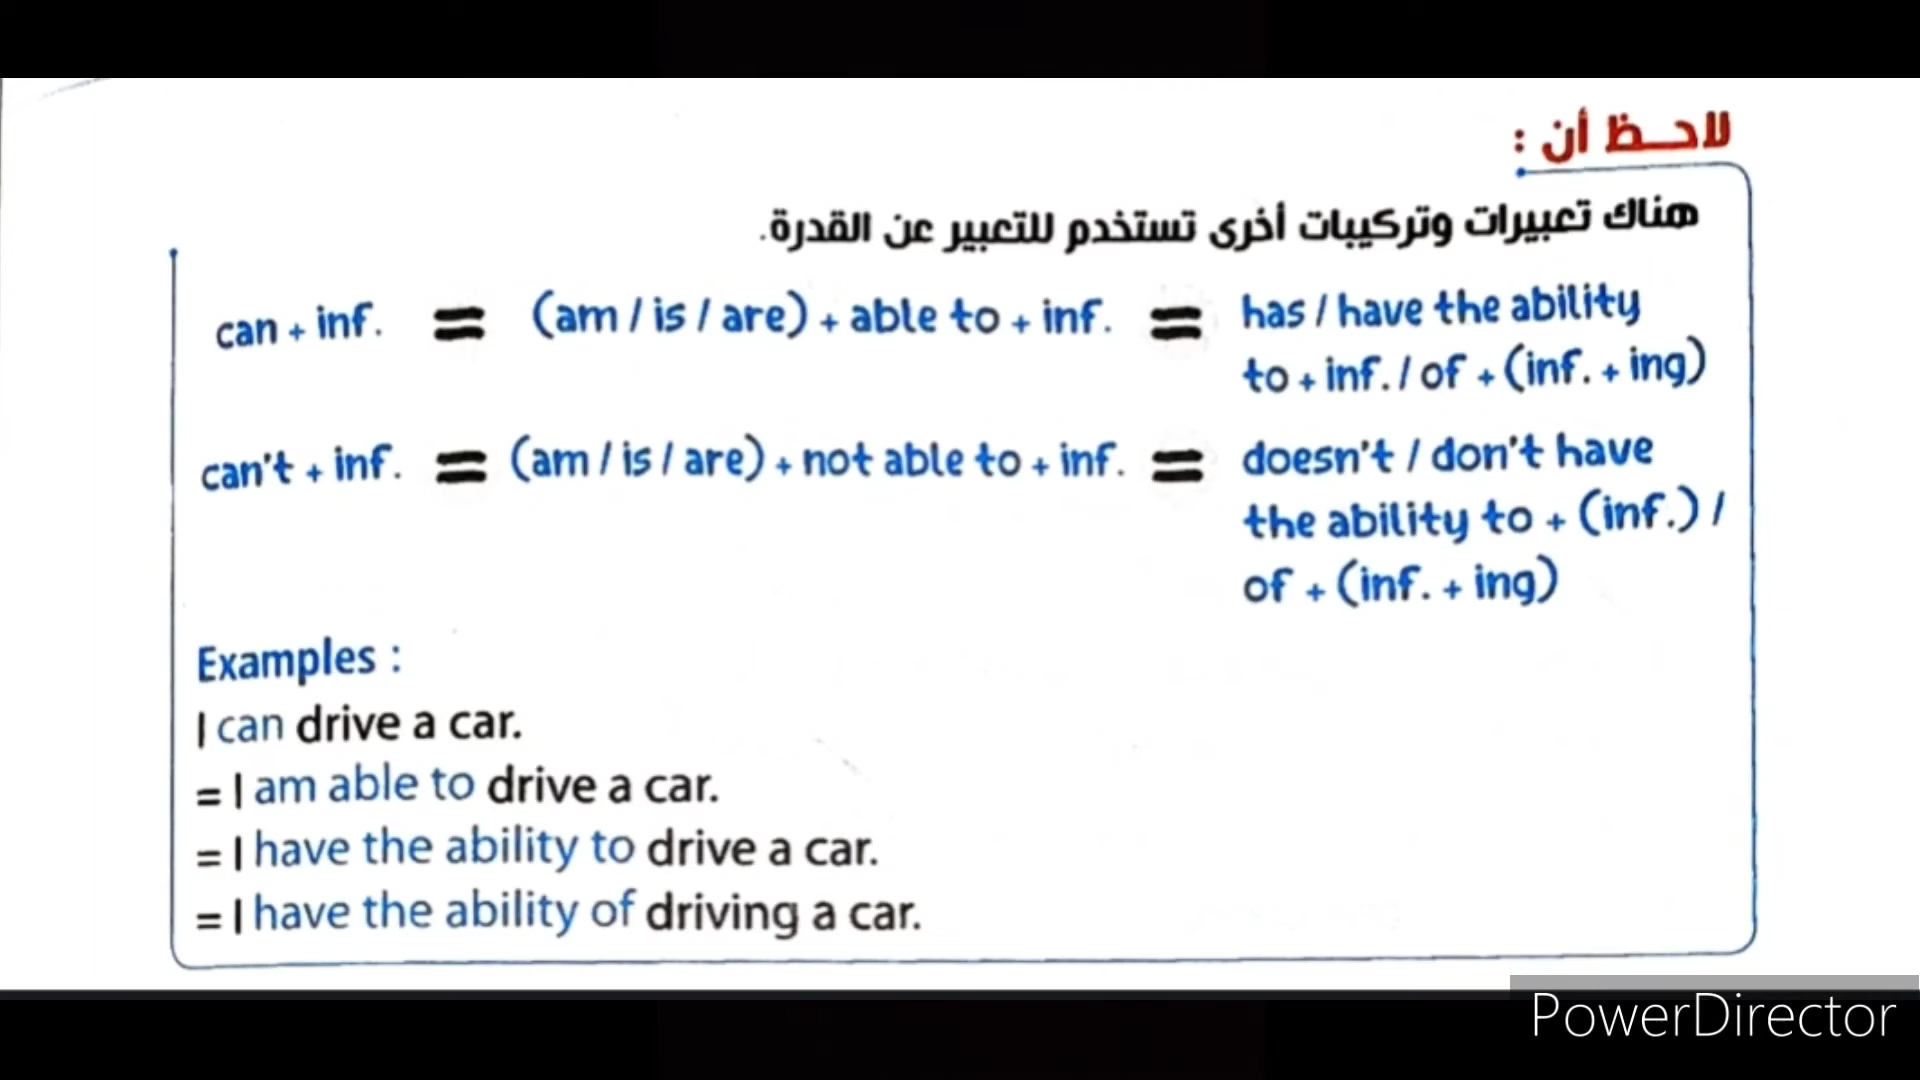 لاحـظ أن :
هناك تعبيرات وتركيبات أخرى تستخدم للتعبير عن القدرة.
can + inf. = (am / is / are) + able to + inf. = has / have the ability
to + inf. / of + (inf. + ing)
can't + inf. = (am / is / are) + not able to + inf. = doesn't / don't have
the ability to + (inf.) /
of + (inf. + ing)
Examples :
I can drive a car.
= I am able to drive a car.
= I have the ability to drive a car.
= I have the ability of driving a car.
PowerDirector